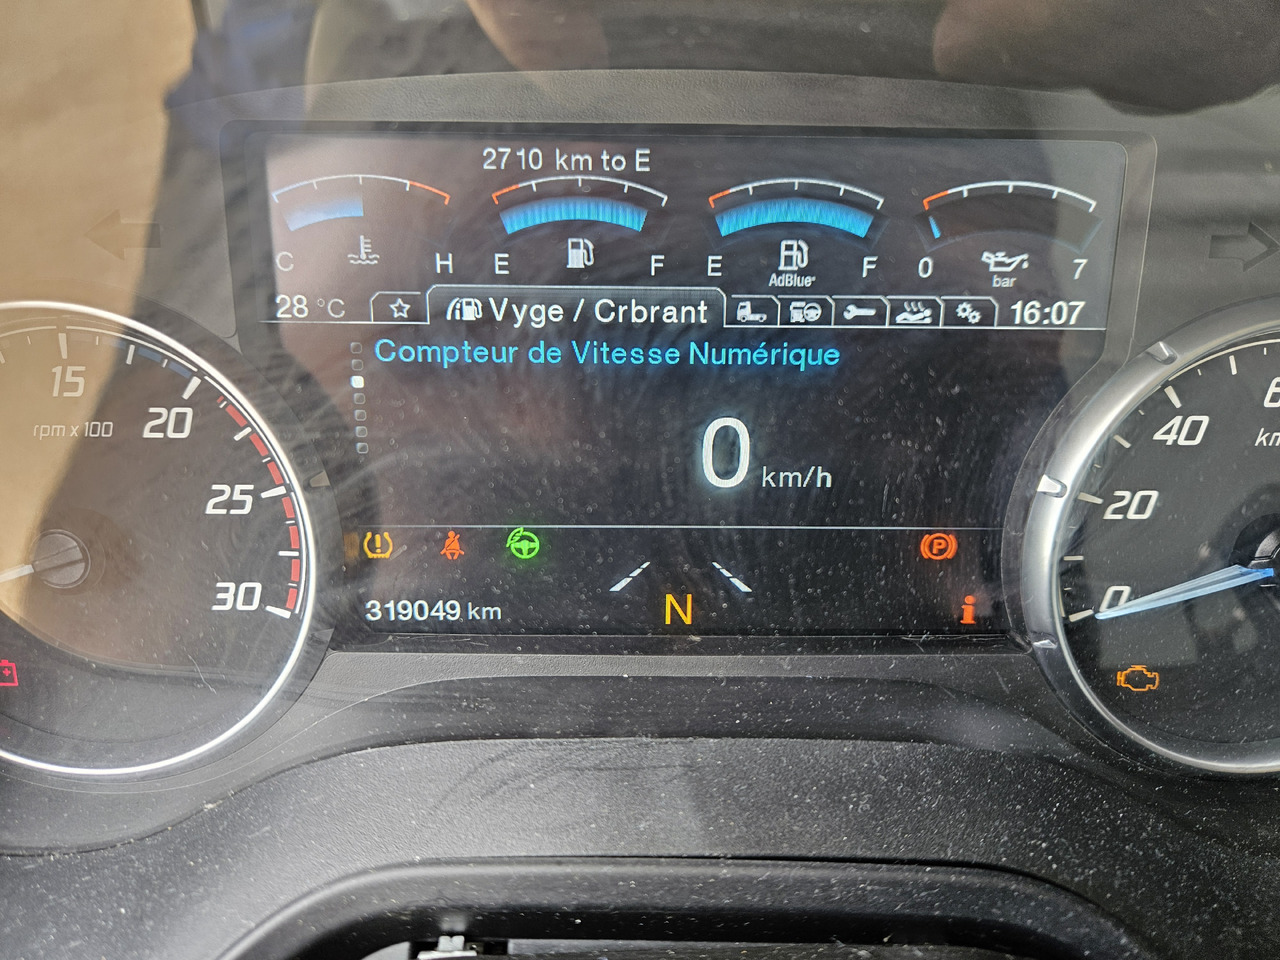 2710 km to E
C H E F E F 0 7
AdBlue®
bar
28 °C Vyge / Crbrant 16:07
Compteur de Vitesse Numérique
0 km/h
P
319049 km N i
15
rpm x 100
20
25
30
40
20
0